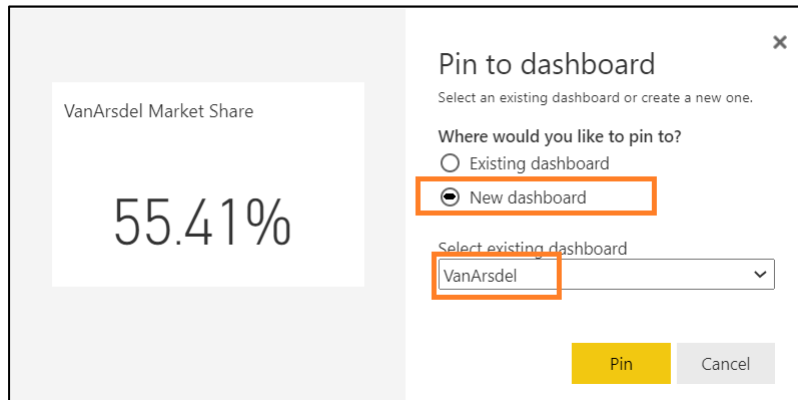 VanArsdel Market Share
55.41%
Pin to dashboard
Select an existing dashboard or create a new one.
Where would you like to pin to?
Existing dashboard
New dashboard
Select existing dashboard
VanArsdel
Pin
Cancel